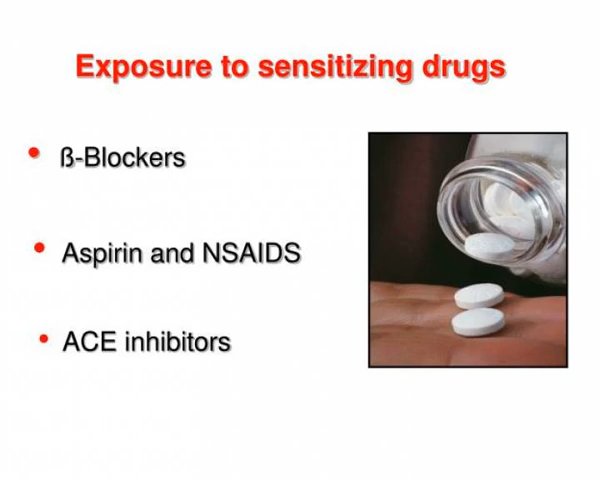 Exposure to sensitizing drugs
• ß-Blockers
• Aspirin and NSAIDS
• ACE inhibitors